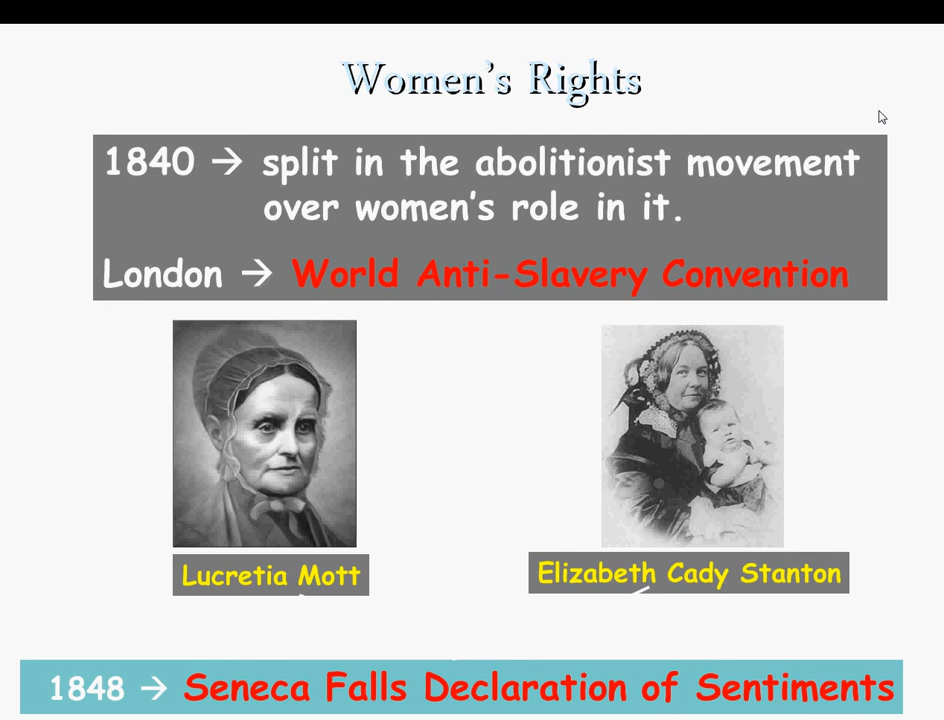 Women's Rights
1840 → split in the abolitionist movement
over women's role in it.
London → World Anti-Slavery Convention
Lucretia Mott
Elizabeth Cady Stanton
1848 → Seneca Falls Declaration of Sentiments